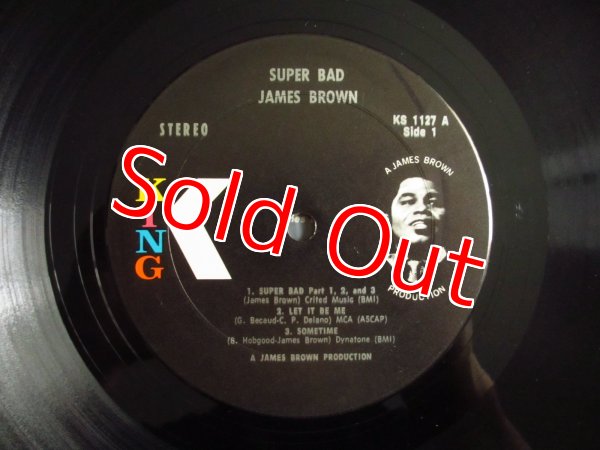 SUPER BAD
JAMES BROWN
STEREO
KS 1127 A
Side 1
KING
K
A JAMES BROWN
PRODUCTION
Sold Out
1. SUPER BAD Part 1, 2, and 3
(James Brown) Crited Music (BMI)
2. LET IT BE ME
(G. Becaud-C. P. Delano) MCA (ASCAP)
3. SOMETIME
(B. Hobgood-James Brown) Dynatone (BMI)
A JAMES BROWN PRODUCTION